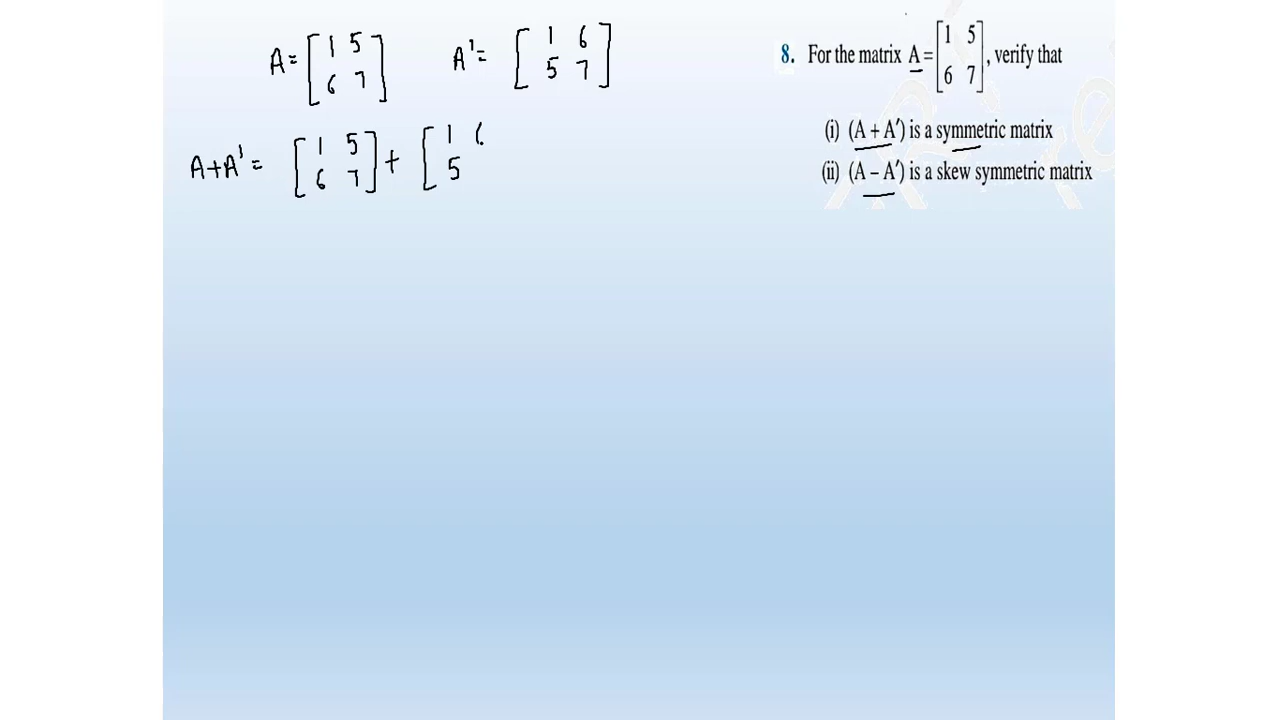 A = [ 1 5
6 7 ]
A' = [ 1 6
5 7 ]
A+A' = [ 1 5
6 7 ] + [ 1
5
8. For the matrix A = [ 1 5
6 7 ], verify that
(i) (A + A′) is a symmetric matrix
(ii) (A – A′) is a skew symmetric matrix